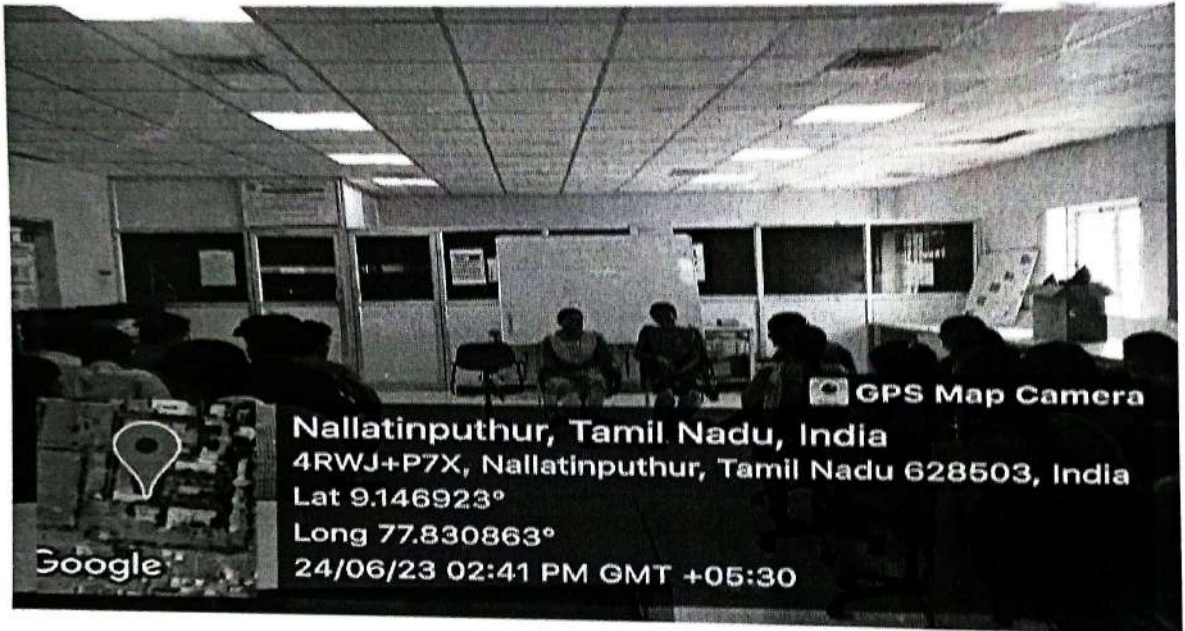 GPS Map Camera
Nallatinputhur, Tamil Nadu, India
4RWJ+P7X, Nallatinputhur, Tamil Nadu 628503, India
Lat 9.146923°
Long 77.830863°
24/06/23 02:41 PM GMT +05:30
Google